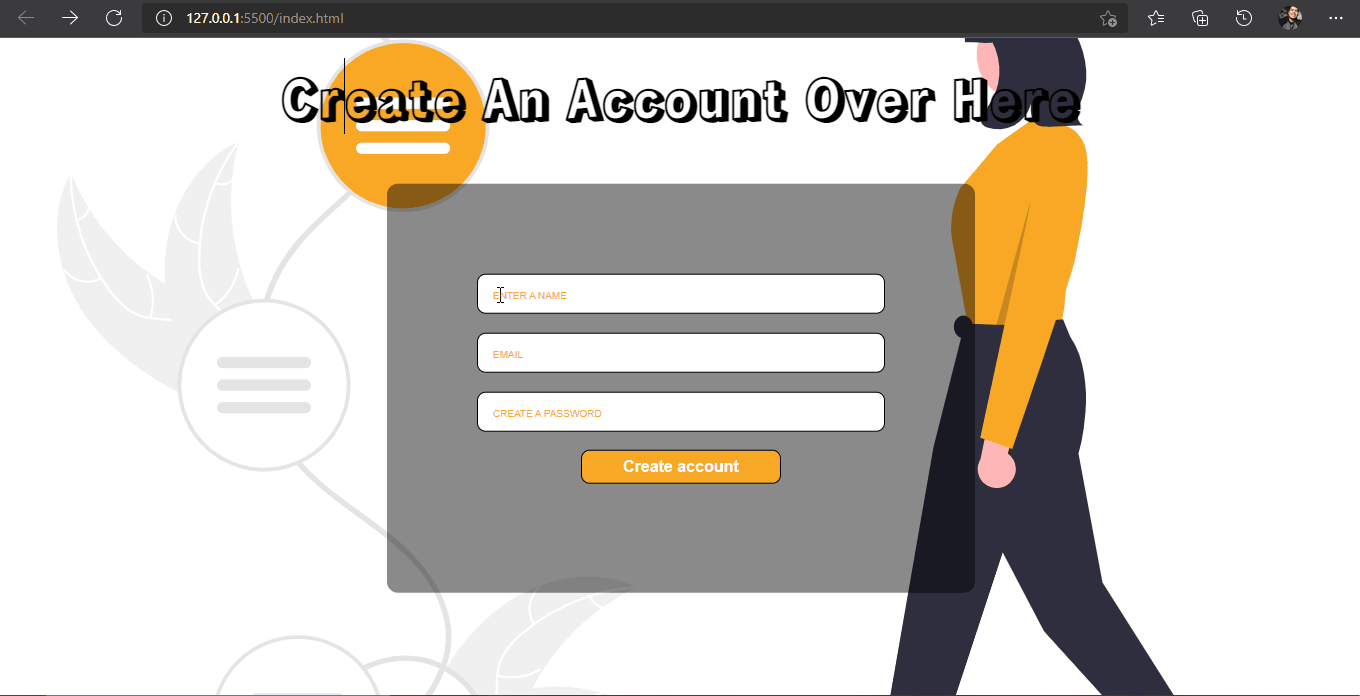 127.0.0.1:5500/index.html
Create An Account Over Here
ENTER A NAME
EMAIL
CREATE A PASSWORD
Create account